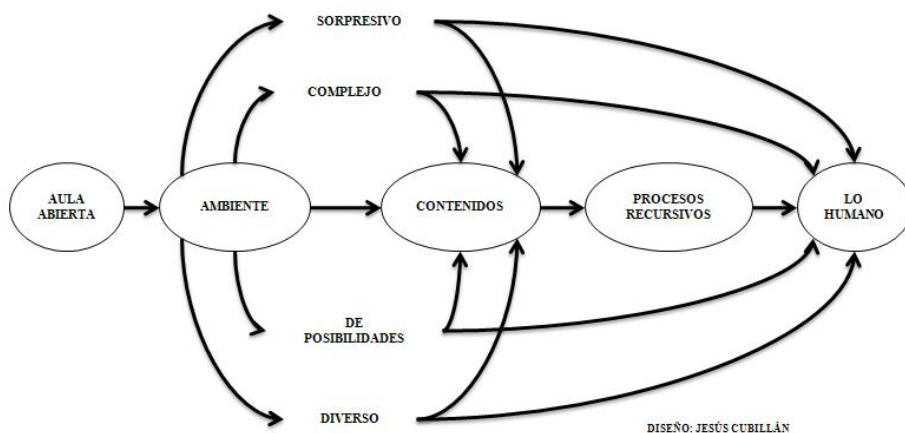 SORPRESIVO
COMPLEJO
AULA
ABIERTA
AMBIENTE
CONTENIDOS
PROCESOS
RECURSIVOS
LO
HUMANO
DE
POSIBILIDADES
DIVERSO
DISEÑO: JESÚS CUBILLÁN